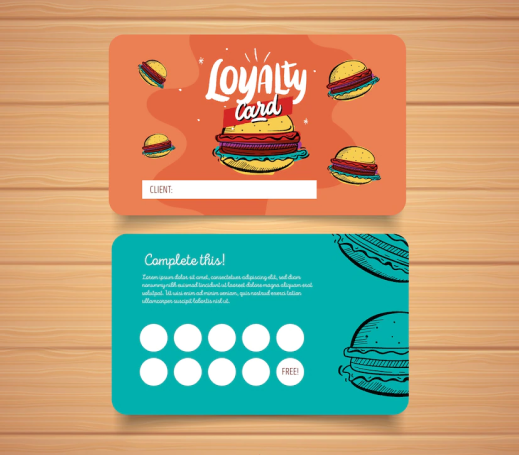 Loyalty
Card
CLIENT:
Complete this!
Lorem ipsum dolor sit amet, consectetuer adipiscing elit, sed diam
nonummy nibh euismod tincidunt ut laoreet dolore magna aliquam erat
volutpat. Ut wisi enim ad minim veniam, quis nostrud exerci tation
ullamcorper suscipit lobortis nisl ut.
FREE!